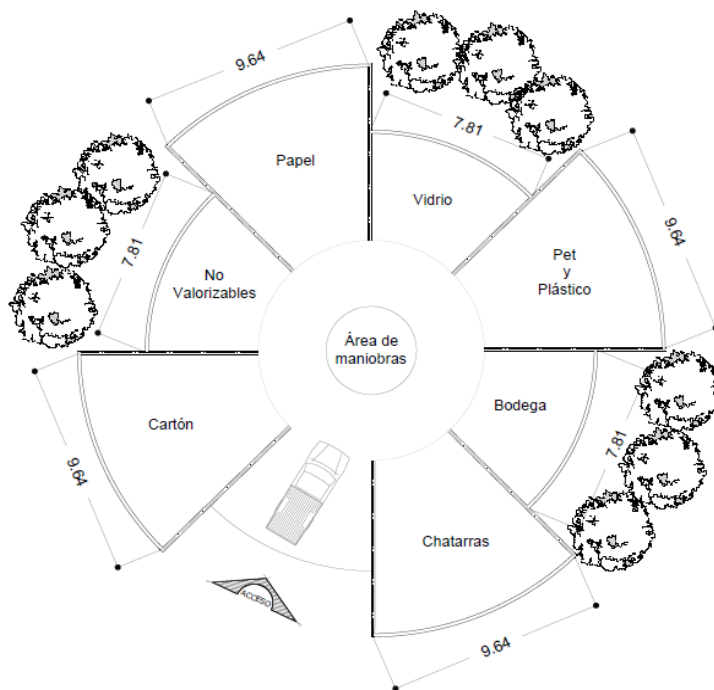 9.64
Papel
7.81
Vidrio
9.64
Pet
y
Plástico
7.81
No
Valorizables
Área de
maniobras
Bodega
7.81
Cartón
9.64
Chatarras
9.64
ACCESO